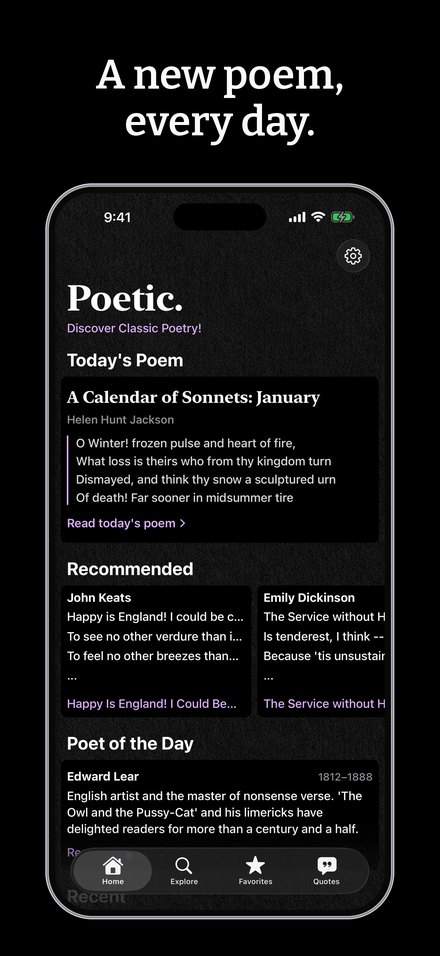 A new poem,
every day.
9:41
Poetic.
Discover Classic Poetry!
Today's Poem
A Calendar of Sonnets: January
Helen Hunt Jackson
O Winter! frozen pulse and heart of fire,
What loss is theirs who from thy kingdom turn
Dismayed, and think thy snow a sculptured urn
Of death! Far sooner in midsummer tire
Read today's poem >
Recommended
John Keats
Happy is England! I could be c...
To see no other verdure than i...
To feel no other breezes than...
...
Happy Is England! I Could Be...
Emily Dickinson
The Service without H
Is tenderest, I think --
Because 'tis unsustain
...
The Service without H
Poet of the Day
Edward Lear 1812–1888
English artist and the master of nonsense verse. 'The
Owl and the Pussy-Cat' and his limericks have
delighted readers for more than a century and a half.
Home Explore Favorites Quotes
Recent